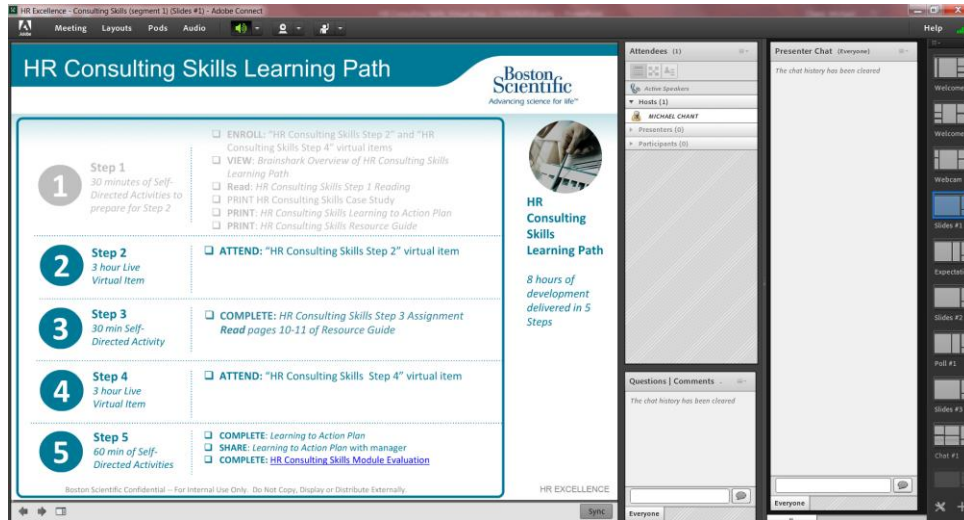 HR Excellence - Consulting Skills (segment 1) (Slides #1) - Adobe Connect
Adobe
Meeting Layouts Pods Audio
Help
HR Consulting Skills Learning Path
Boston
Scientific
Advancing science for life™
1
Step 1
30 minutes of Self-
Directed Activities to
prepare for Step 2
ENROLL: "HR Consulting Skills Step 2" and "HR
Consulting Skills Step 4" virtual items
VIEW: Brainshark Overview of HR Consulting Skills
Learning Path
Read: HR Consulting Skills Step 1 Reading
PRINT HR Consulting Skills Case Study
PRINT: HR Consulting Skills Learning to Action Plan
PRINT: HR Consulting Skills Resource Guide
2
Step 2
3 hour Live
Virtual Item
ATTEND: "HR Consulting Skills Step 2" virtual item
3
Step 3
30 min Self-
Directed Activity
COMPLETE: HR Consulting Skills Step 3 Assignment
Read pages 10-11 of Resource Guide
4
Step 4
3 hour Live
Virtual Item
ATTEND: "HR Consulting Skills Step 4" virtual item
5
Step 5
60 min of Self-
Directed Activities
COMPLETE: Learning to Action Plan
SHARE: Learning to Action Plan with manager
COMPLETE: HR Consulting Skills Module Evaluation
HR
Consulting
Skills
Learning Path
8 hours of
development
delivered in 5
Steps
Boston Scientific Confidential -- For Internal Use Only. Do Not Copy, Display or Distribute Externally.
HR EXCELLENCE
Sync
Attendees (1)
Active Speakers
Hosts (1)
MICHAEL CHANT
Presenters (0)
Participants (0)
Questions | Comments
The chat history has been cleared
Everyone
Presenter Chat (Everyone)
The chat history has been cleared
Everyone
Welcome
Welcome
Webcam
Slides #1
Expectati
Slides #2
Poll #1
Slides #3
Chat #1